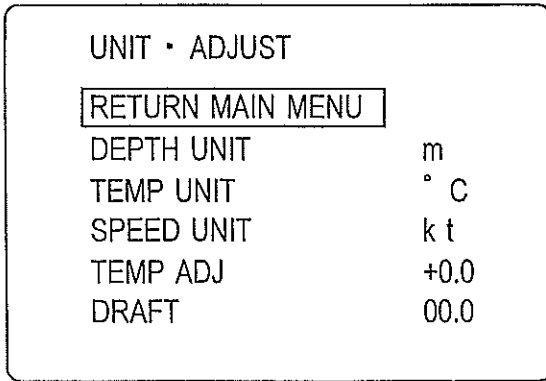 UNIT・ADJUST
RETURN MAIN MENU
DEPTH UNIT m
TEMP UNIT ° C
SPEED UNIT k t
TEMP ADJ +0.0
DRAFT 00.0